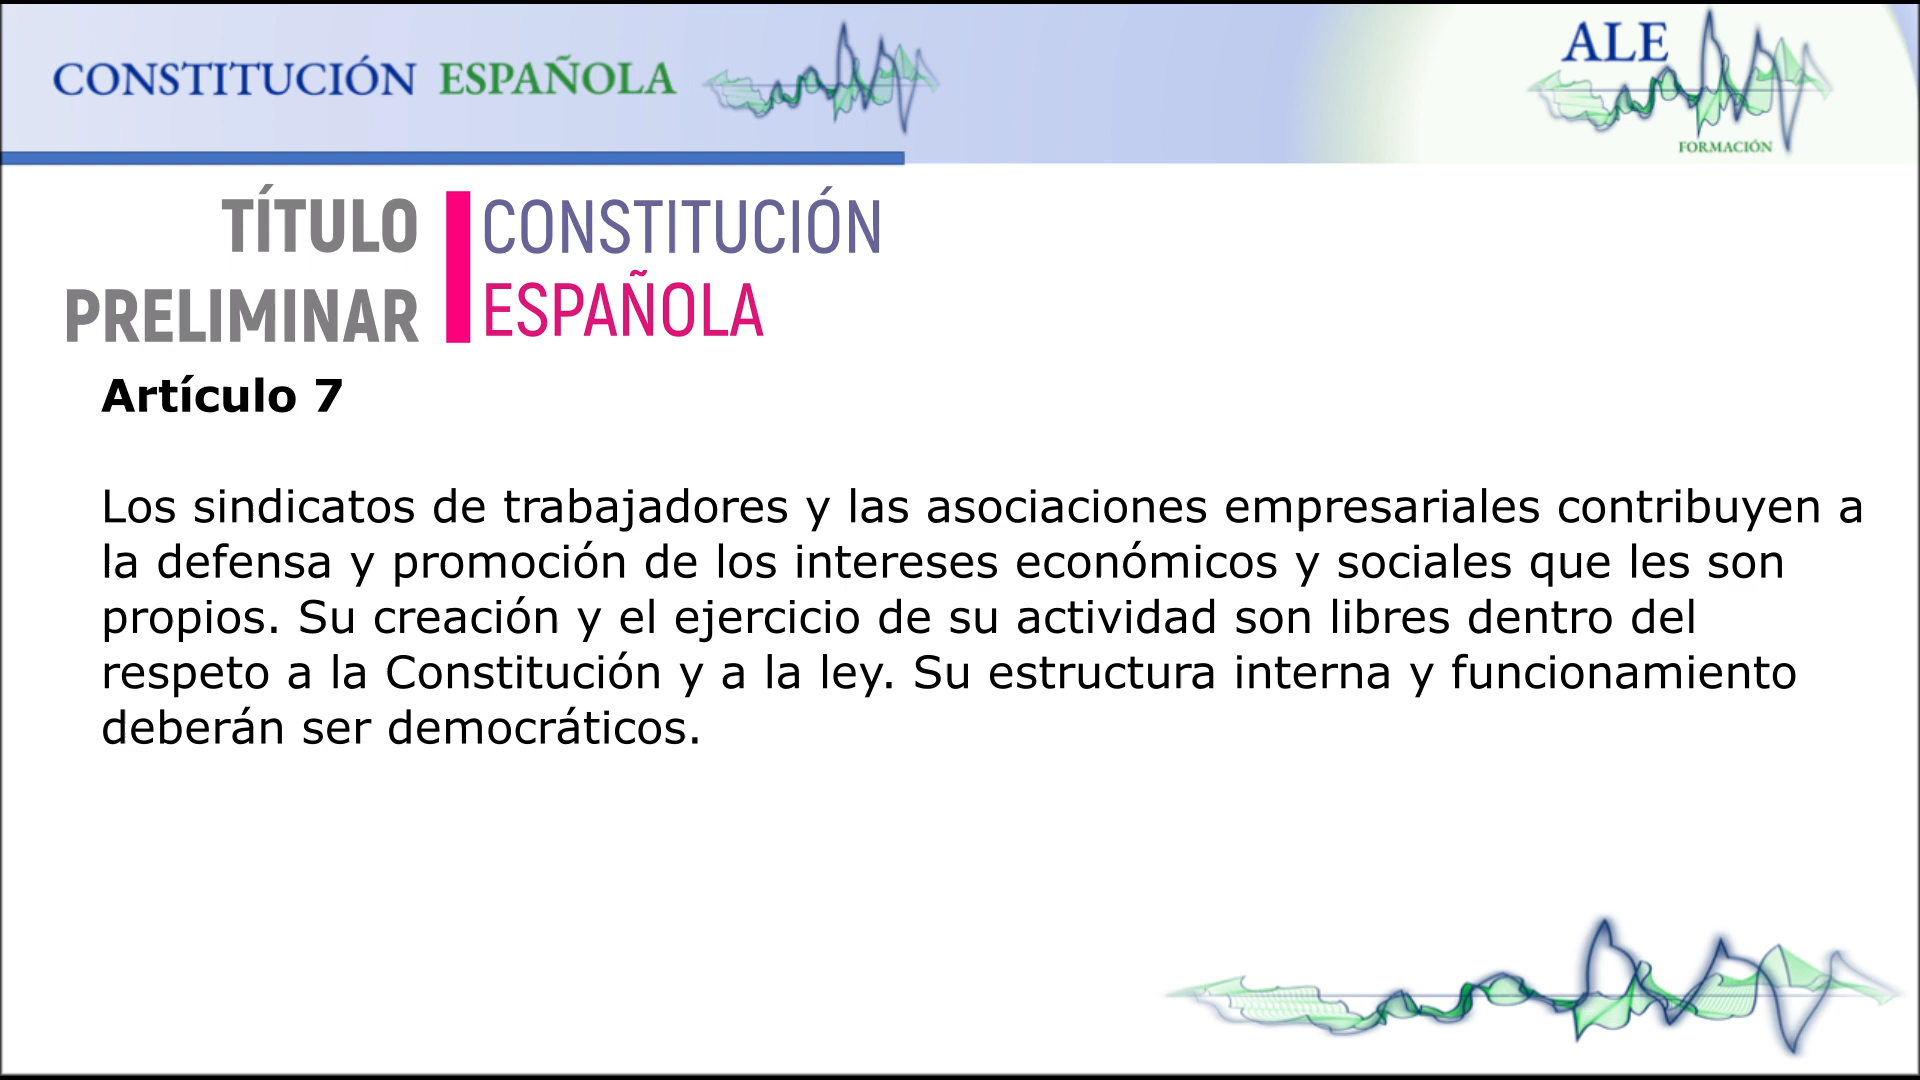 CONSTITUCIÓN ESPAÑOLA
ALE
FORMACIÓN
TÍTULO
PRELIMINAR
CONSTITUCIÓN
ESPAÑOLA
Artículo 7
Los sindicatos de trabajadores y las asociaciones empresariales contribuyen a
la defensa y promoción de los intereses económicos y sociales que les son
propios. Su creación y el ejercicio de su actividad son libres dentro del
respeto a la Constitución y a la ley. Su estructura interna y funcionamiento
deberán ser democráticos.